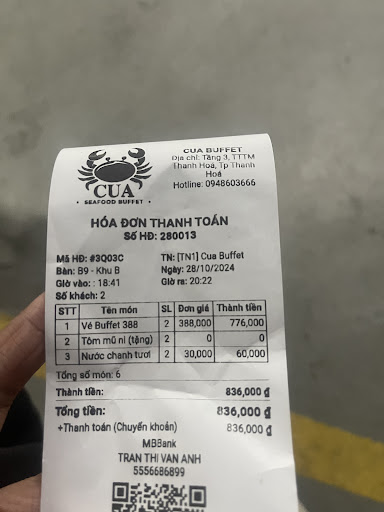 CUA
• SEAFOOD BUFFET •
CUA BUFFET
Địa chỉ: Tầng 3, TTTM
Thanh Hoá, Tp Thanh
Hoá
Hotline: 0948603666
HÓA ĐƠN THANH TOÁN
Số HĐ: 280013
Mã HĐ: #3Q03C TN: [TN1] Cua Buffet
Bàn: B9 - Khu B Ngày: 28/10/2024
Giờ vào: : 18:41 Giờ ra: 20:22
Số khách: 2
STT Tên món SL Đơn giá Thành tiền
1 Vé Buffet 388 2 388,000 776,000
2 Tôm mũ ni (tặng) 2 0 0
3 Nước chanh tươi 2 30,000 60,000
Tổng số món: 6
Thành tiền: 836,000 ₫
Tổng tiền: 836,000 ₫
+Thanh toán (Chuyển khoản) 836,000 ₫
MBBank
TRAN THI VAN ANH
5556686899